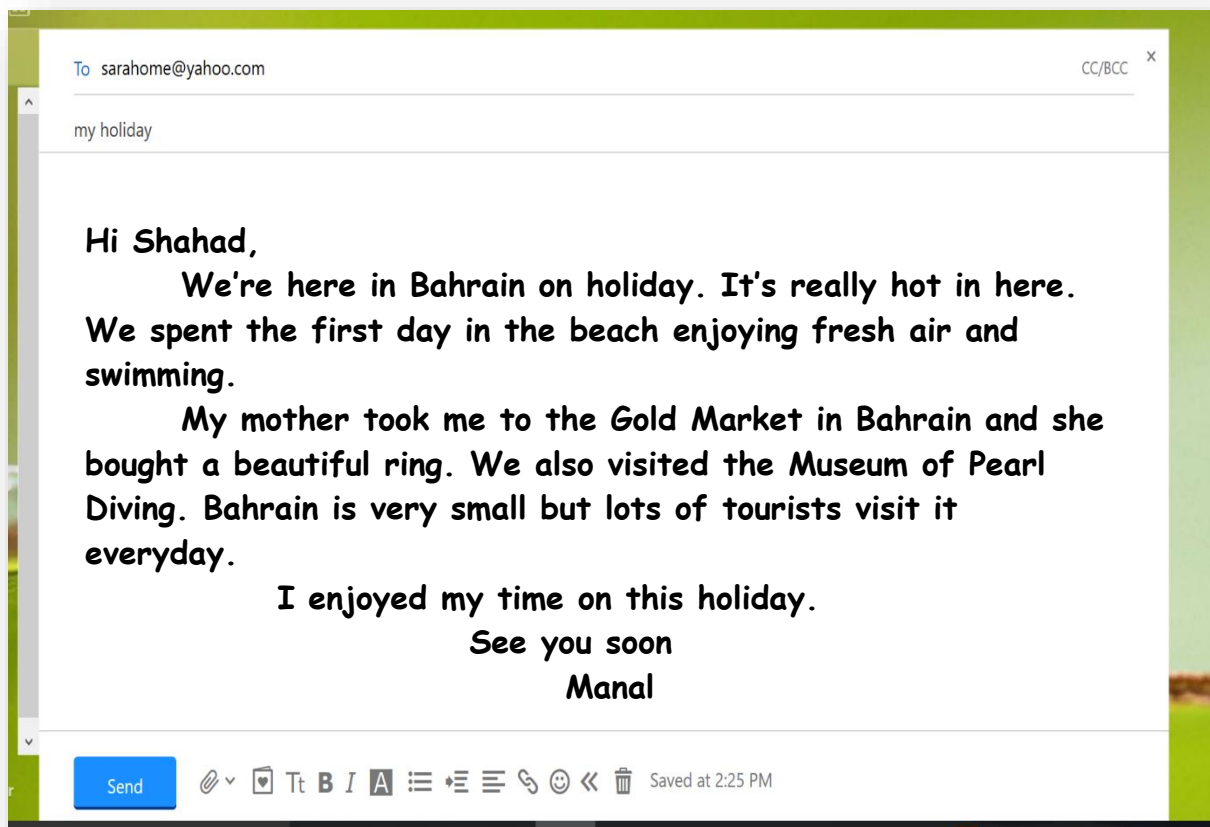 To sarahome@yahoo.com CC/BCC x
my holiday
Hi Shahad,
We're here in Bahrain on holiday. It's really hot in here.
We spent the first day in the beach enjoying fresh air and
swimming.
My mother took me to the Gold Market in Bahrain and she
bought a beautiful ring. We also visited the Museum of Pearl
Diving. Bahrain is very small but lots of tourists visit it
everyday.
I enjoyed my time on this holiday.
See you soon
Manal
Send Tt B I A Saved at 2:25 PM